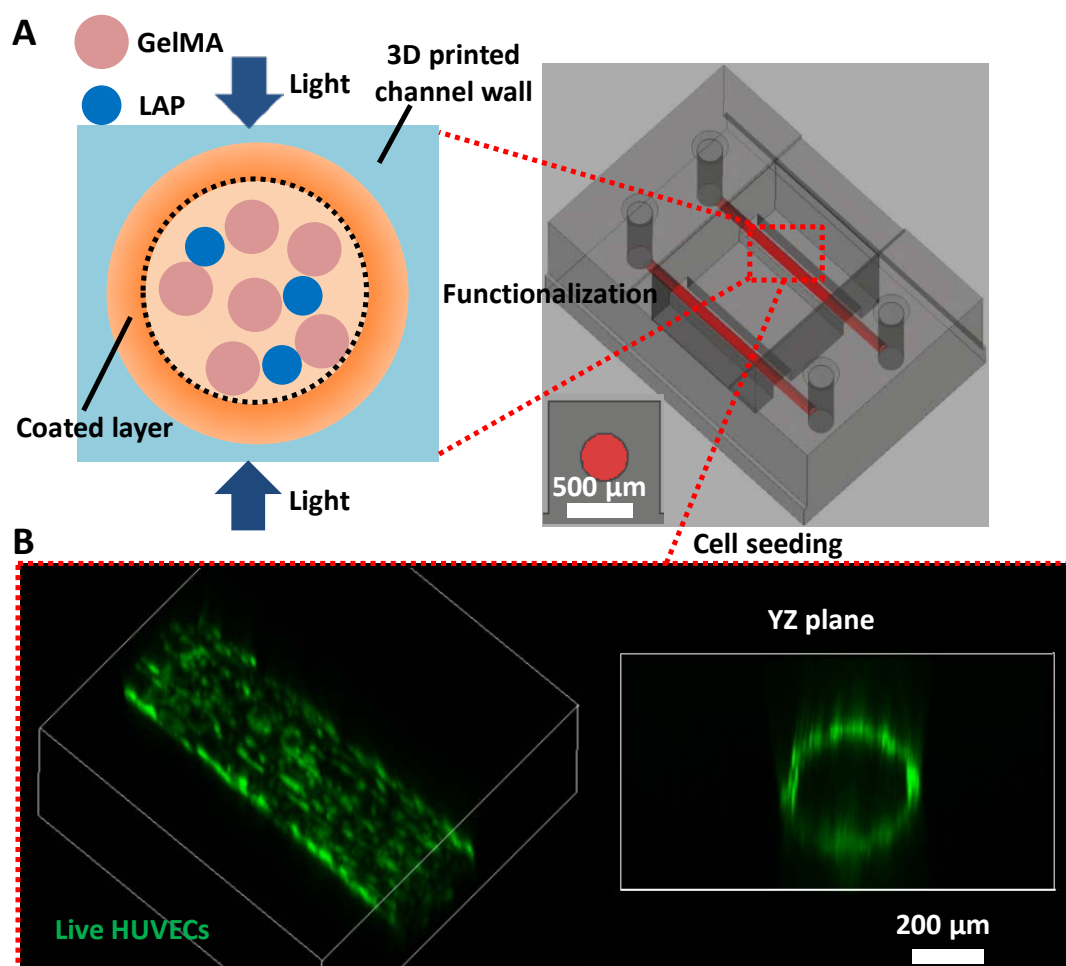 A
GelMA
LAP
Light
3D printed
channel wall
Functionalization
Coated layer
Light
500 µm
B
Cell seeding
YZ plane
Live HUVECs
200 µm